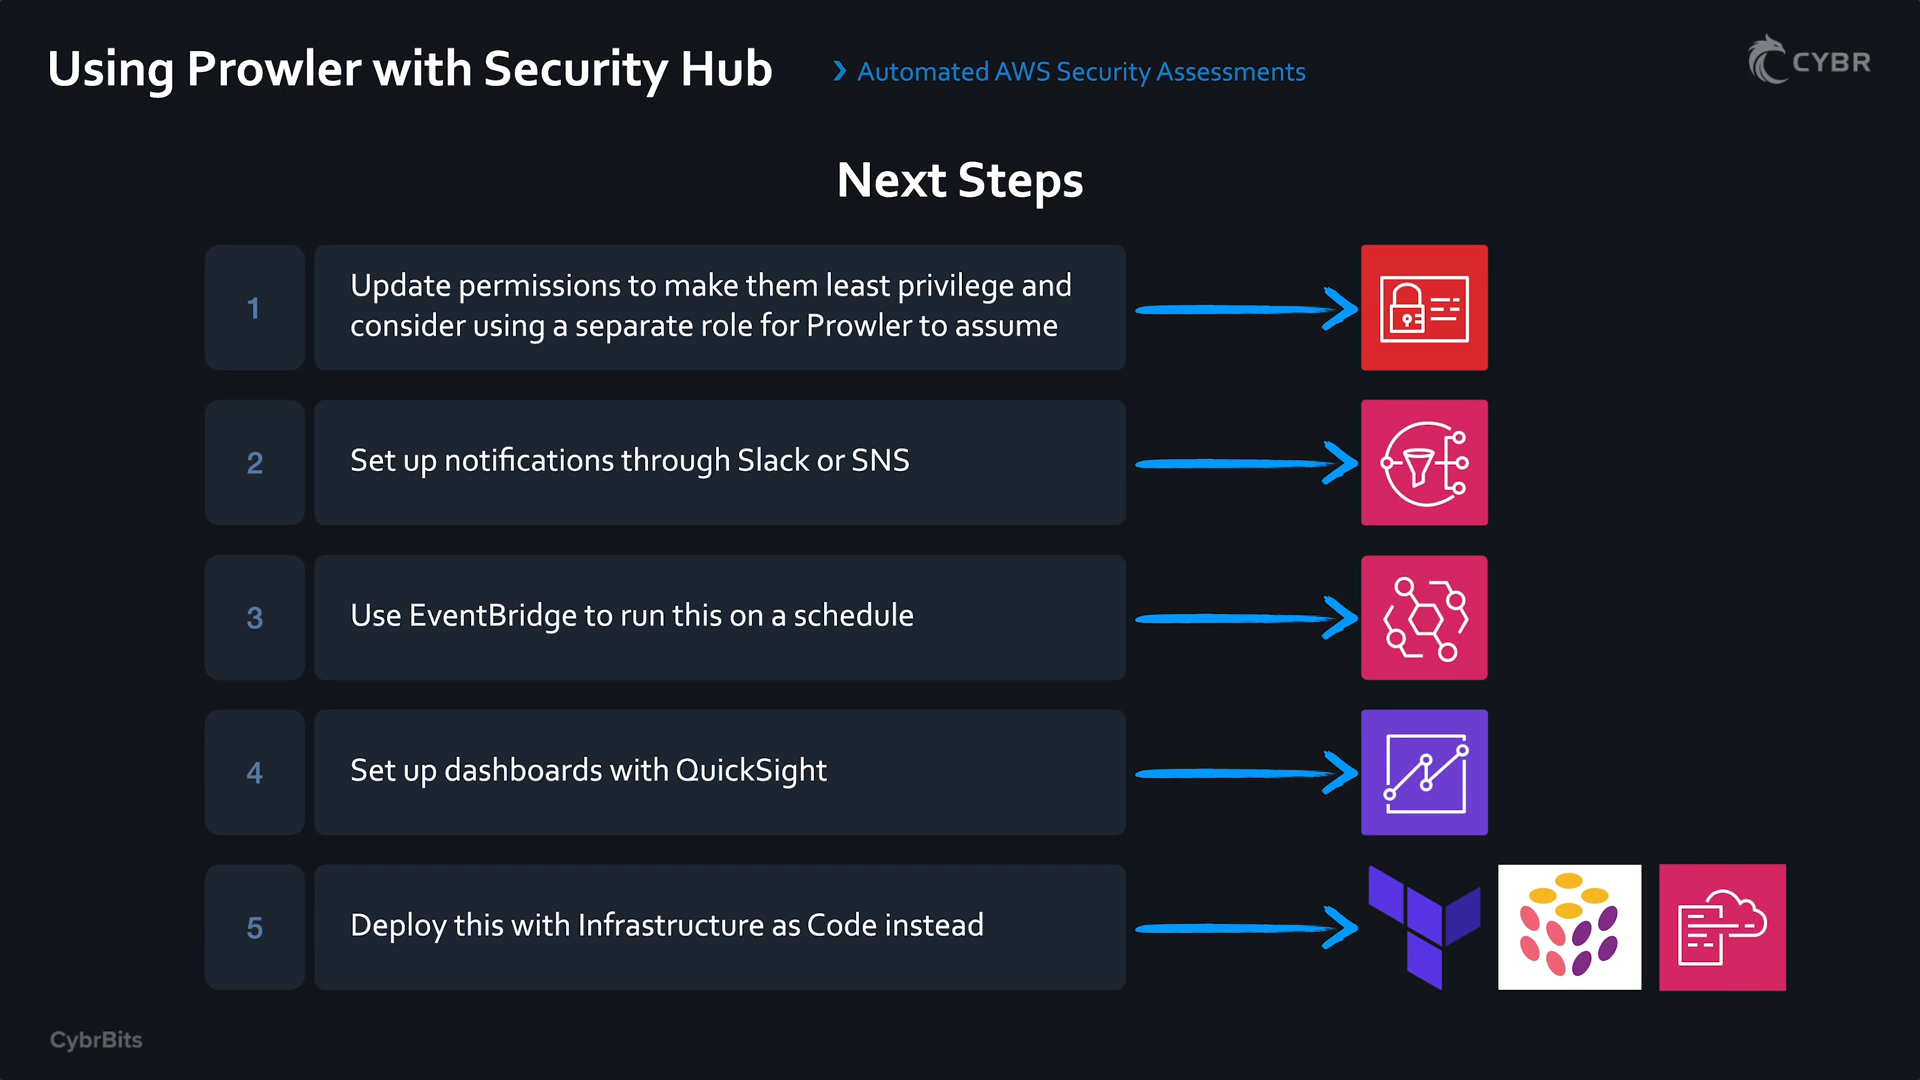 Using Prowler with Security Hub
› Automated AWS Security Assessments
CYBR
Next Steps
1
Update permissions to make them least privilege and
consider using a separate role for Prowler to assume
2
Set up notifications through Slack or SNS
3
Use EventBridge to run this on a schedule
4
Set up dashboards with QuickSight
5
Deploy this with Infrastructure as Code instead
CybrBits